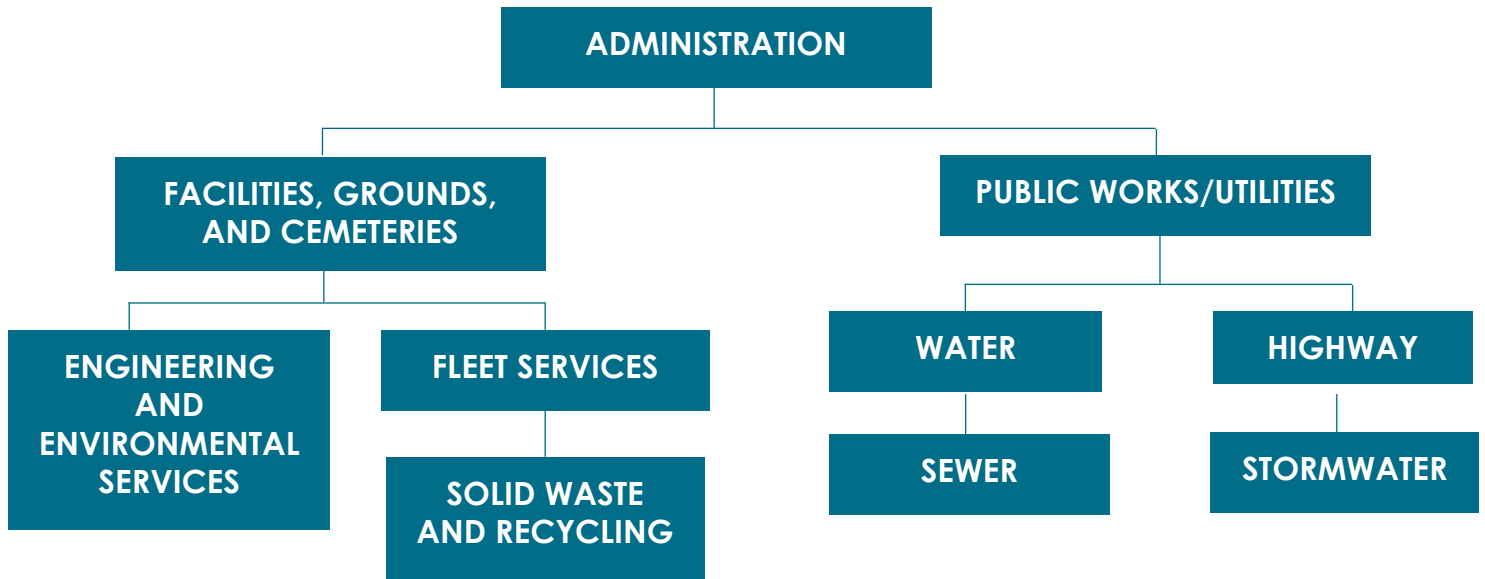 ADMINISTRATION
FACILITIES, GROUNDS,
AND CEMETERIES
PUBLIC WORKS/UTILITIES
ENGINEERING
AND
ENVIRONMENTAL
SERVICES
FLEET SERVICES
WATER
HIGHWAY
SOLID WASTE
AND RECYCLING
SEWER
STORMWATER